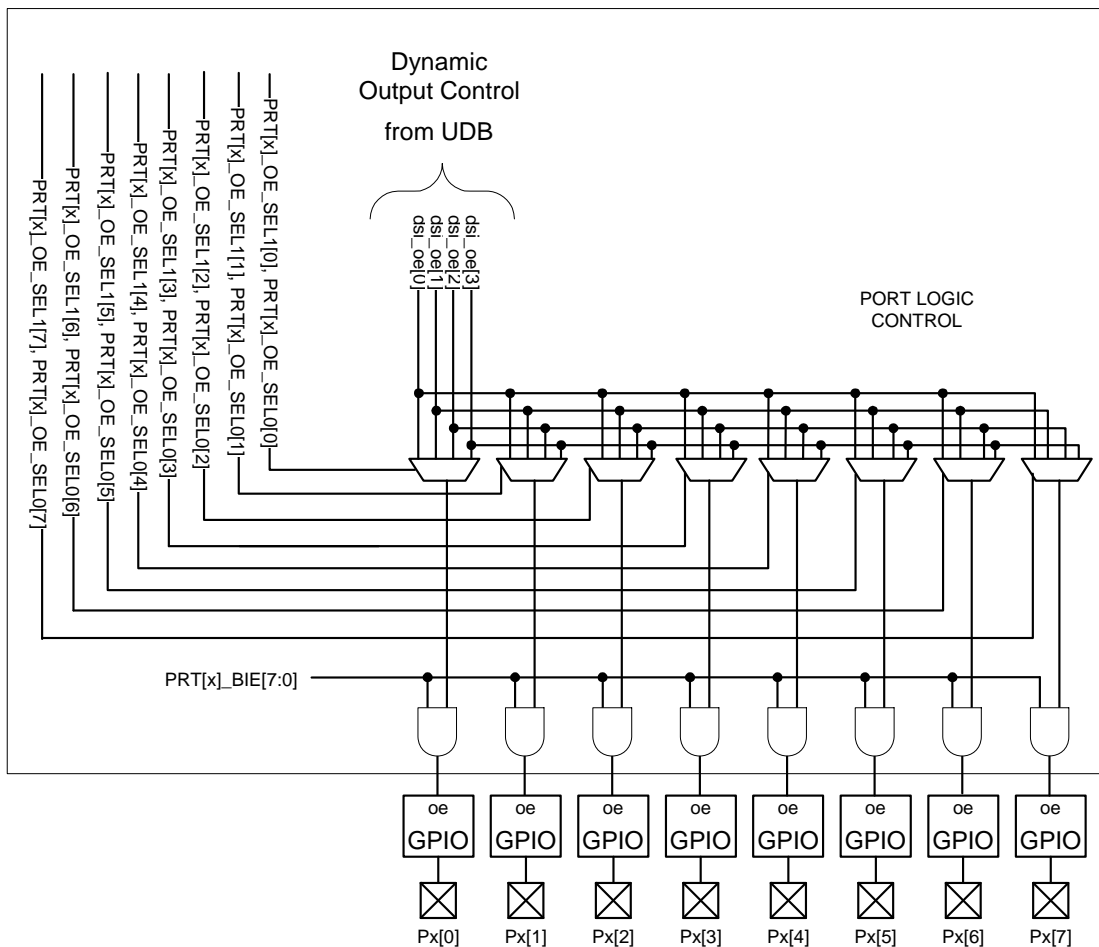 Dynamic
Output Control
from UDB
PRT[x]_OE_SEL1[7], PRT[x]_OE_SEL0[7]
PRT[x]_OE_SEL1[6], PRT[x]_OE_SEL0[6]
PRT[x]_OE_SEL1[5], PRT[x]_OE_SEL0[5]
PRT[x]_OE_SEL1[4], PRT[x]_OE_SEL0[4]
PRT[x]_OE_SEL1[3], PRT[x]_OE_SEL0[3]
PRT[x]_OE_SEL1[2], PRT[x]_OE_SEL0[2]
PRT[x]_OE_SEL1[1], PRT[x]_OE_SEL0[1]
PRT[x]_OE_SEL1[0], PRT[x]_OE_SEL0[0]
dsi_oe[0]
dsi_oe[1]
dsi_oe[2]
dsi_oe[3]
PORT LOGIC
CONTROL
PRT[x]_BIE[7:0]
oe oe oe oe oe oe oe oe
GPIO GPIO GPIO GPIO GPIO GPIO GPIO GPIO
Px[0] Px[1] Px[2] Px[3] Px[4] Px[5] Px[6] Px[7]